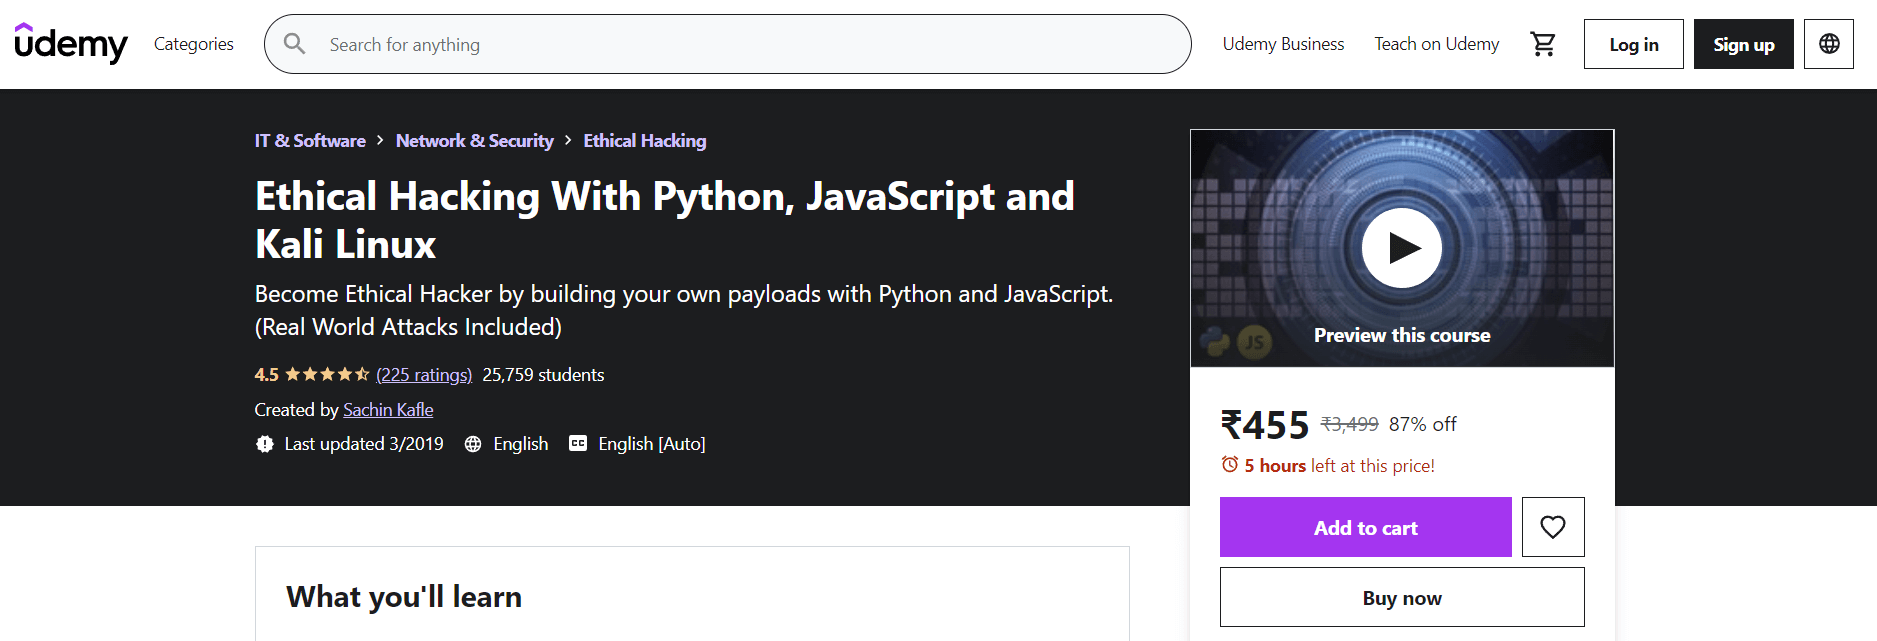 udemy
Categories
Search for anything
Udemy Business
Teach on Udemy
Log in
Sign up
IT & Software > Network & Security > Ethical Hacking
Ethical Hacking With Python, JavaScript and
Kali Linux
Become Ethical Hacker by building your own payloads with Python and JavaScript.
(Real World Attacks Included)
4.5 (225 ratings) 25,759 students
Created by Sachin Kafle
Last updated 3/2019 English CC English [Auto]
JS
Preview this course
₹455 ₹3,499 87% off
5 hours left at this price!
Add to cart
Buy now
What you'll learn